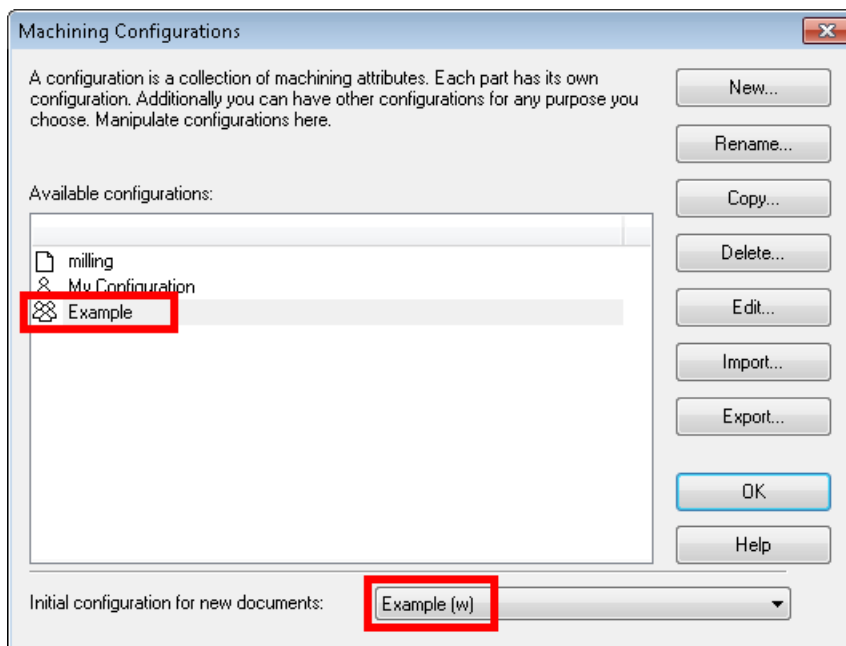 Machining Configurations
A configuration is a collection of machining attributes. Each part has its own
configuration. Additionally you can have other configurations for any purpose you
choose. Manipulate configurations here.
New...
Rename...
Available configurations:
Copy...
Delete...
milling
My Configuration
Example
Edit...
Import...
Export...
OK
Help
Initial configuration for new documents:
Example (w)